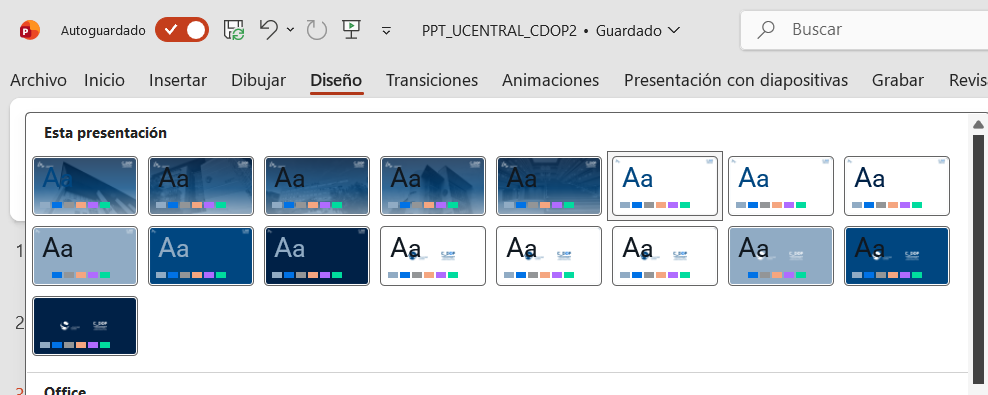 Autoguardado PPT_UCENTRAL_CDOP2 • Guardado Buscar
Archivo Inicio Insertar Dibujar Diseño Transiciones Animaciones Presentación con diapositivas Grabar Revis
Esta presentación
Aa Aa Aa Aa Aa Aa Aa Aa
1
Aa Aa Aa Aa Aa Aa Aa Aa
2
Office